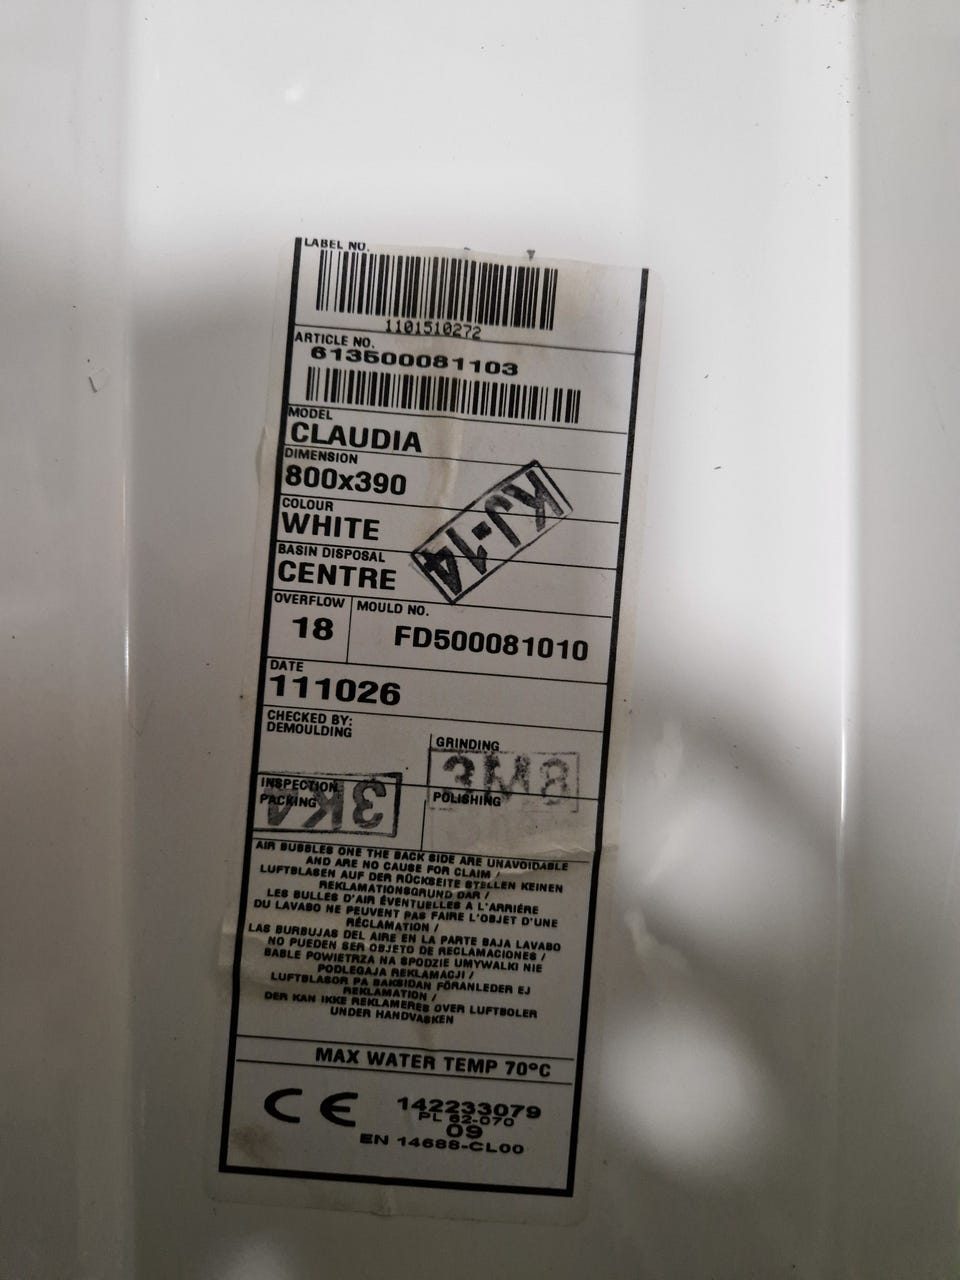 LABEL NO.
1101510272
ARTICLE NO.
613500081103
MODEL
CLAUDIA
DIMENSION
800x390
COLOUR
WHITE
KJ-14
BASIN DISPOSAL
CENTRE
OVERFLOW
18
MOULD NO.
FD500081010
DATE
111026
CHECKED BY:
DEMOULDING
GRINDING
3M8
INSPECTION
PACKING
POLISHING
AIR BUBBLES ONE THE BACK SIDE ARE UNAVOIDABLE
AND ARE NO CAUSE FOR CLAIM /
LUFTBLASEN AUF DER RÜCKSEITE STELLEN KEINEN
REKLAMATIONSGRUND DAR /
LES BULLES D'AIR ÉVENTUELLES A L'ARRIÉRE
DU LAVABO NE PEUVENT PAS FAIRE L'OBJET D'UNE
RÉCLAMATION /
LAS BURBUJAS DEL AIRE EN LA PARTE BAJA LAVABO
NO PUEDEN SER OBJETO DE RECLAMACIONES /
BABLE POWIETRZA NA SPODZIE UMYWALKI NIE
PODLEGAJA REKLAMACJI /
LUFTBLASOR PA BAKSIDAN FÖRANLEDER EJ
REKLAMATION /
DER KAN IKKE REKLAMERES OVER LUFTBOLER
UNDER HANDVASKEN
MAX WATER TEMP 70°C
CE
142233079
PL 62-070
09
EN 14688-CL00